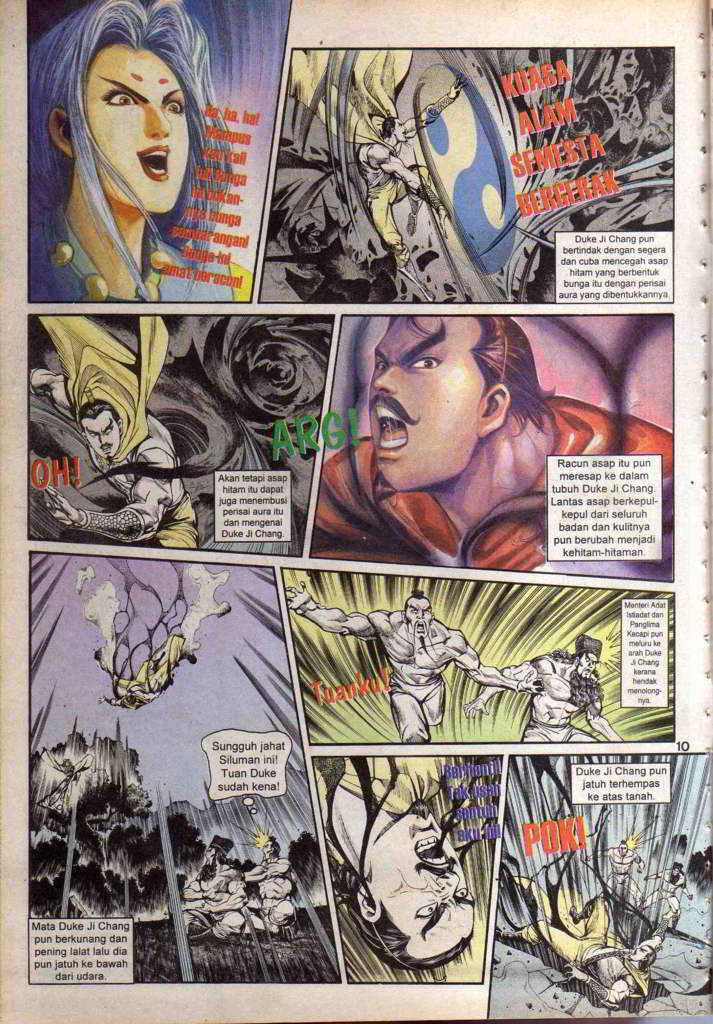 Ha, ha, ha!
Mampus
kau kali
ini! Bunga
ini bukan-
nya bunga
sembarangan!
Bunga ini
amat beracun!
KUASA
ALAM
SEMESTA
BERGERAK
Duke Ji Chang pun
bertindak dengan segera
dan cuba mencegah asap
hitam yang berbentuk
bunga itu dengan perisai
aura yang dibentukkannya.
OH!
Akan tetapi asap
hitam itu dapat
juga menembusi
perisai aura itu
dan mengenai
Duke Ji Chang.
ARG!
Racun asap itu pun
meresap ke dalam
tubuh Duke Ji Chang.
Lantas asap berkepul-
kepul dari seluruh
badan dan kulitnya
pun berubah menjadi
kehitam-hitaman.
Sungguh jahat
Siluman ini!
Tuan Duke
sudah kena!
Mata Duke Ji Chang
pun berkunang dan
pening lalat lalu dia
pun jatuh ke bawah
dari udara.
Tuanku!
Menteri Adat
Istiadat dan
Panglima
Kecapi pun
meluru ke
arah Duke
Ji Chang
kerana
hendak
menolong-
nya.
10
Berhenti!
Tak usah
sentuh
aku
Duke Ji Chang pun
jatuh terhempas
ke atas tanah.
POK!